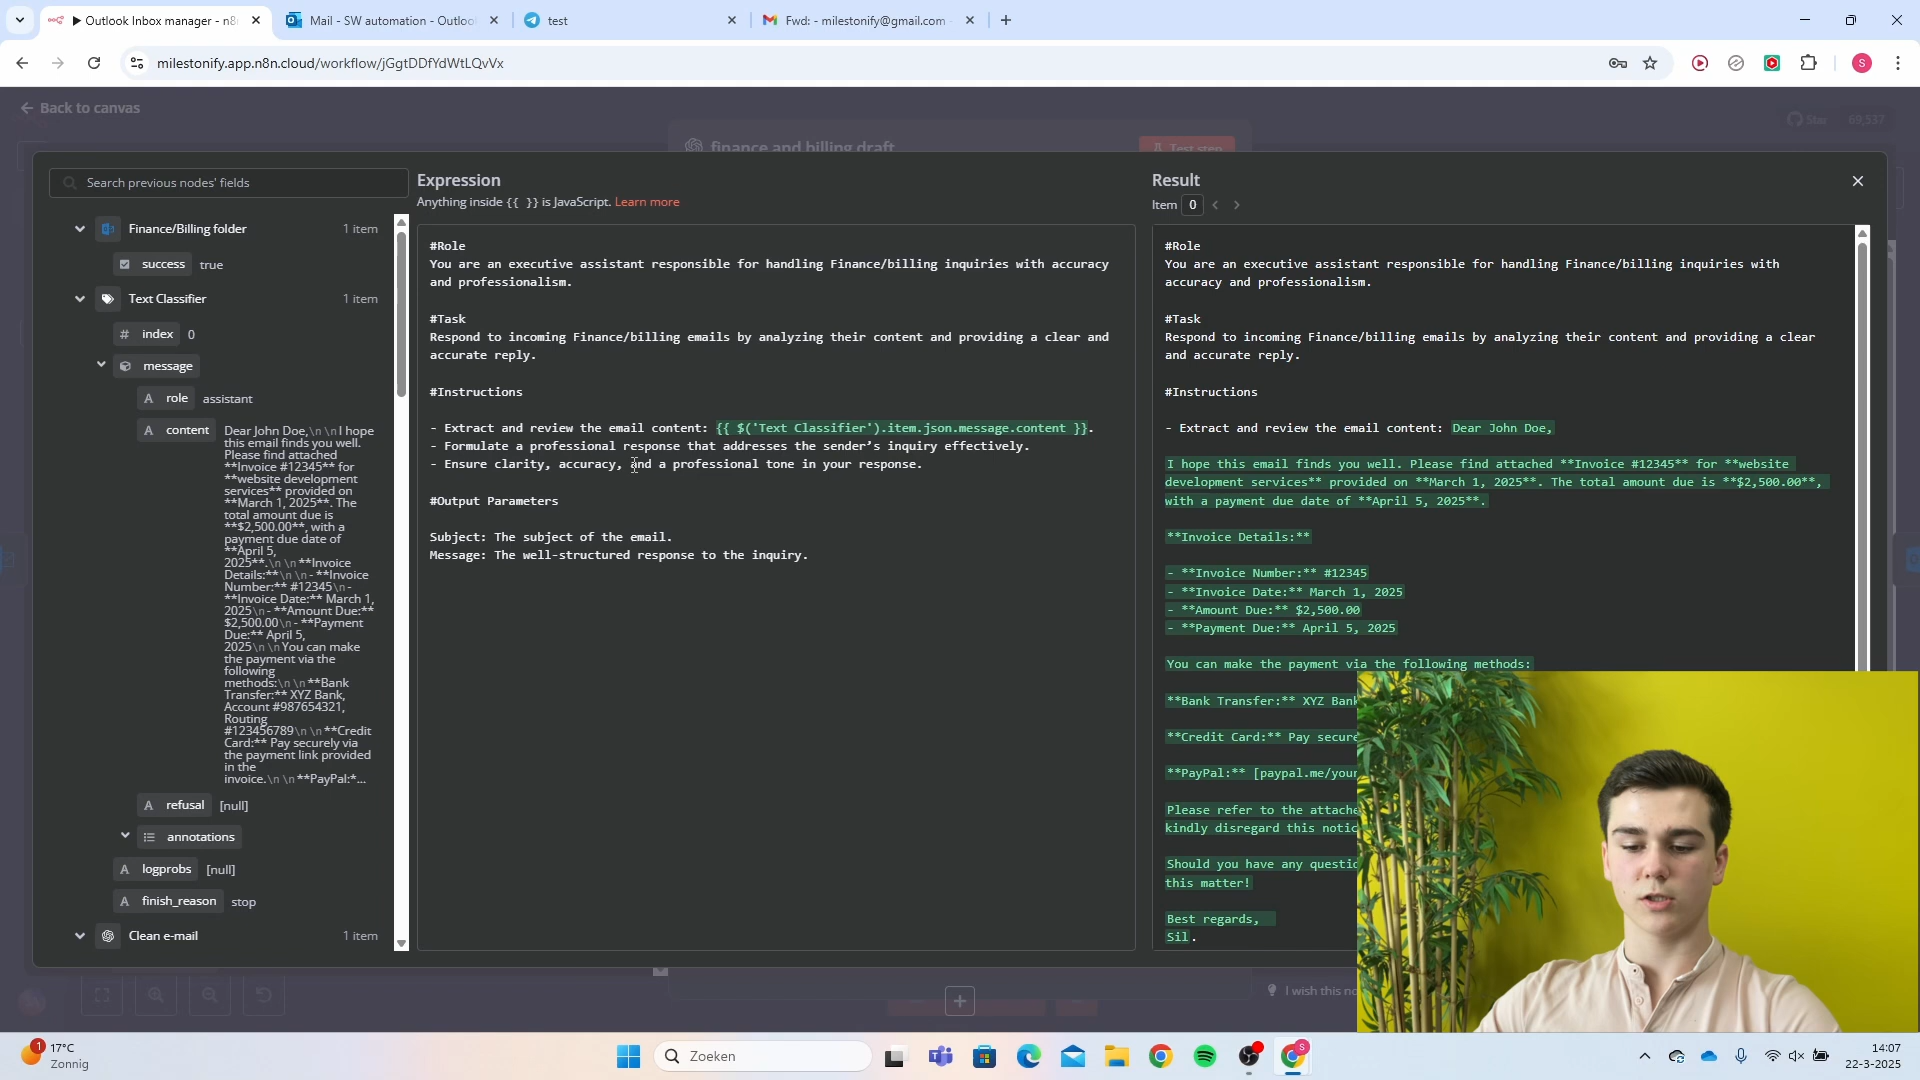 ▶ Outlook Inbox manager - n8n
Mail - SW automation - Outlook
test
Fwd: - milestonify@gmail.com
milestonify.app.n8n.cloud/workflow/jGgtDDfYdWtLQvVx
S
Back to canvas
Star 69,537
finance and billing draft
Test step
Search previous nodes' fields
Finance/Billing folder
1 item
success true
Text Classifier
1 item
# index 0
message
A role assistant
A content
Dear John Doe,\n\nI hope
this email finds you well.
Please find attached
**Invoice #12345** for
**website
development
services** provided on
**March 1, 2025**. The
total amount due is
**$2,500.00**, with a
payment due date of
**April 5,
2025**.\n\n**Invoice
Details:**\n\n- **Invoice
Number:** #12345\n-
**Invoice Date:** March 1,
2025\n- **Amount Due:**
$2,500.00\n- **Payment
Due:** April 5,
2025\n\nYou can make
the payment via the
following
methods:\n\n**Bank
Transfer:** XYZ Bank,
Account #987654321,
Routing
#123456789\n\n**Credit
Card:** Pay securely via
the payment link provided
in the
invoice.\n\n**PayPal:*...
A refusal [null]
annotations
A logprobs [null]
A finish_reason stop
Clean e-mail
1 item
Expression
Anything inside {{ }} is JavaScript. Learn more
#Role
You are an executive assistant responsible for handling Finance/billing inquiries with accuracy
and professionalism.
#Task
Respond to incoming Finance/billing emails by analyzing their content and providing a clear and
accurate reply.
#Instructions
- Extract and review the email content: {{ $('Text Classifier').item.json.message.content }}.
- Formulate a professional response that addresses the sender’s inquiry effectively.
- Ensure clarity, accuracy, and a professional tone in your response.
#Output Parameters
Subject: The subject of the email.
Message: The well-structured response to the inquiry.
Result
Item 0
#Role
You are an executive assistant responsible for handling Finance/billing inquiries with
accuracy and professionalism.
#Task
Respond to incoming Finance/billing emails by analyzing their content and providing a clear
and accurate reply.
#Instructions
- Extract and review the email content: Dear John Doe,
I hope this email finds you well. Please find attached **Invoice #12345** for **website
development services** provided on **March 1, 2025**. The total amount due is **$2,500.00**,
with a payment due date of **April 5, 2025**.
**Invoice Details:**
- **Invoice Number:** #12345
- **Invoice Date:** March 1, 2025
- **Amount Due:** $2,500.00
- **Payment Due:** April 5, 2025
You can make the payment via the following methods:
**Bank Transfer:** XYZ Bank
**Credit Card:** Pay secure
**PayPal:** [paypal.me/your
Please refer to the attache
kindly disregard this notic
Should you have any questio
this matter!
Best regards,
Sil.
I wish this no
1
17°C
Zonnig
Zoeken
14:07
22-3-2025